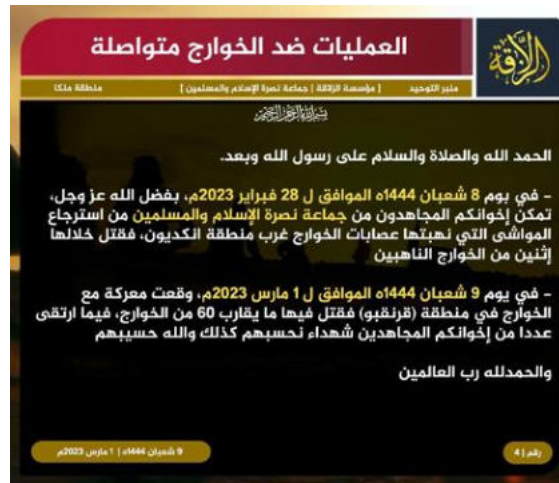 العمليات ضد الخوارج متواصلة
الزلاقة
منبر التوحيد
[ مؤسسة الزلاقة | جماعة نصرة الإسلام والمسلمين ]
منطقة ملكا
بسم الله الرحمن الرحيم
الحمد الله والصلاة والسلام على رسول الله وبعد.
- في يوم 8 شعبان 1444ه الموافق ل 28 فبراير 2023م، بفضل الله عز وجل،
تمكن إخوانكم المجاهدون من جماعة نصرة الإسلام والمسلمين من استرجاع
المواشي التي نهبتها عصابات الخوارج غرب منطقة انكديون، فقتل خلالها
إثنين من الخوارج الناهبين
- في يوم 9 شعبان 1444ه الموافق ل 1 مارس 2023م، وقعت معركة مع
الخوارج في منطقة (قرنقبو) فقتل فيها ما يقارب 60 من الخوارج، فيما ارتقى
عددا من إخوانكم المجاهدين شهداء نحسبهم كذلك والله حسيبهم
والحمدلله رب العالمين
رقم | 4
9 شعبان 1444ه | 1 مارس 2023م